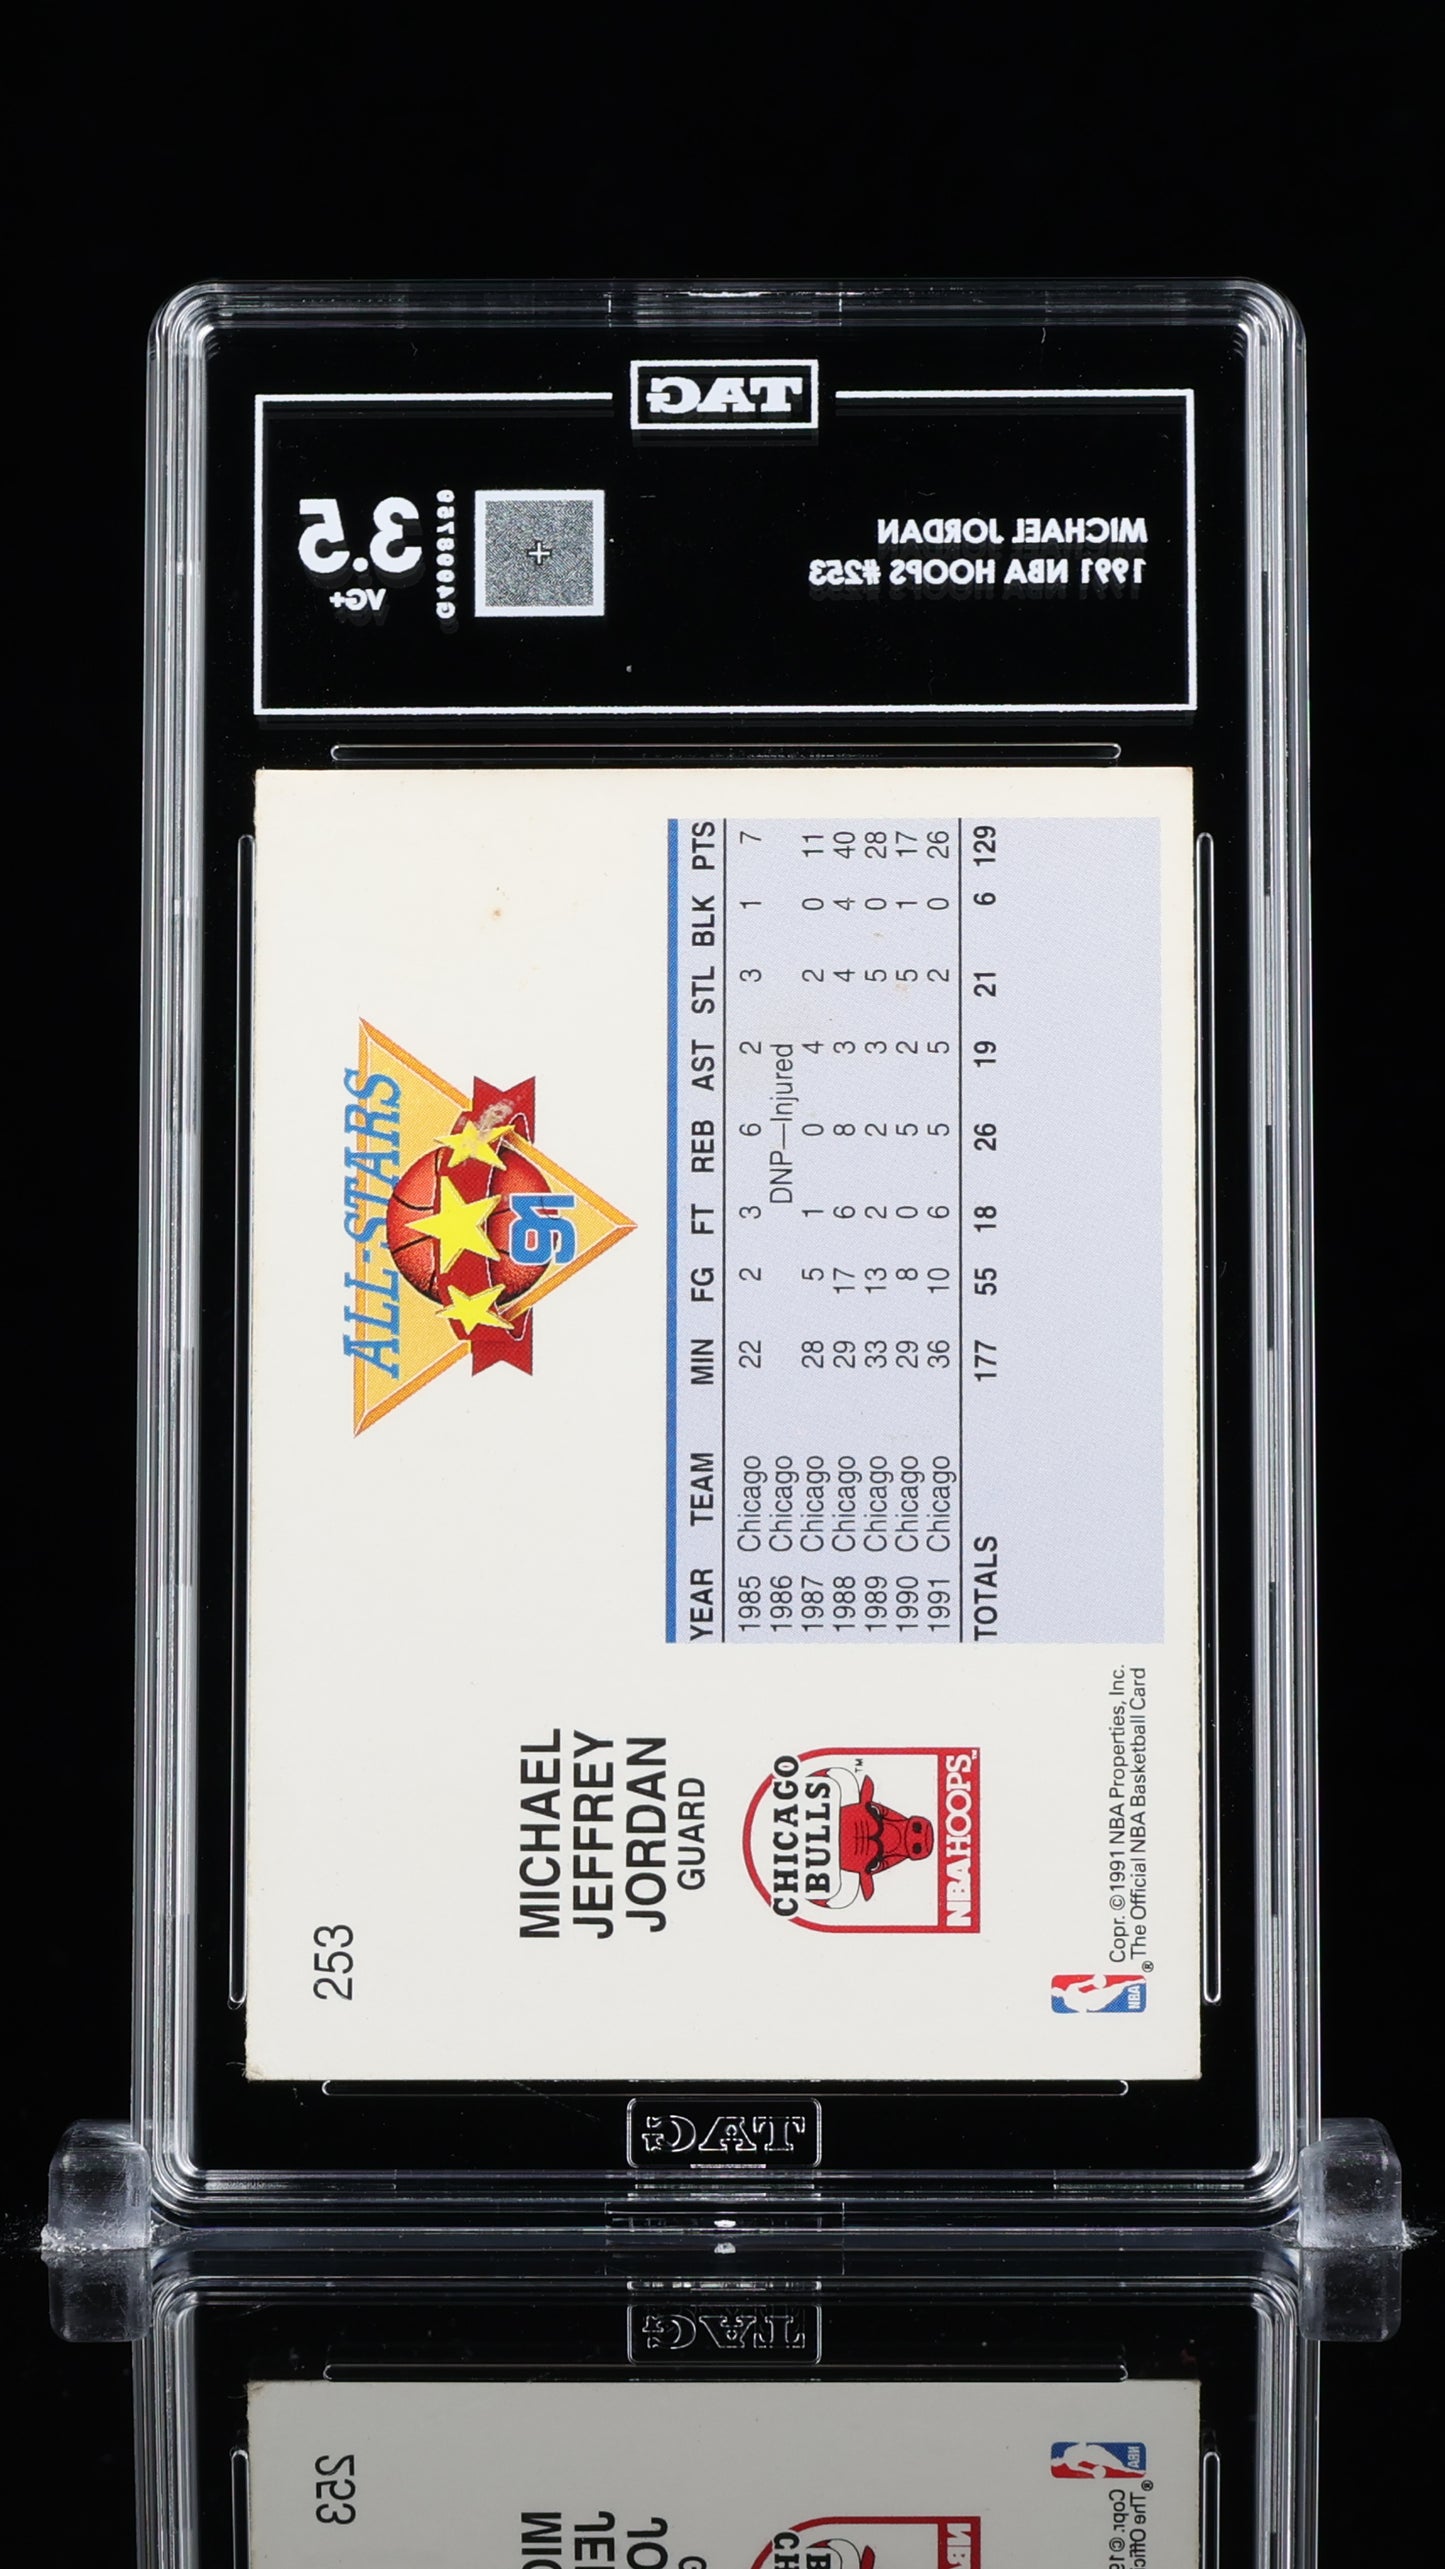 TAG
MICHAEL JORDAN
1991 NBA HOOPS #253
3.5
VG+
253
MICHAEL
JEFFREY
JORDAN
GUARD
CHICAGO
BULLS
TM
NBA HOOPS
ALL-STARS
91
YEAR TEAM MIN FG FT REB AST STL BLK PTS
1985 Chicago 22 2 3 6 2 3 1 7
1986 Chicago DNP—Injured
1987 Chicago 28 5 1 0 4 2 0 11
1988 Chicago 29 17 6 8 3 4 4 40
1989 Chicago 33 13 2 2 3 5 0 28
1990 Chicago 29 8 0 5 2 5 1 17
1991 Chicago 36 10 6 5 5 2 0 26
TOTALS 177 55 18 26 19 21 6 129
NBA
®
Copr. ©1991 NBA Properties, Inc.
The Official NBA Basketball Card
TAG
TAG
253